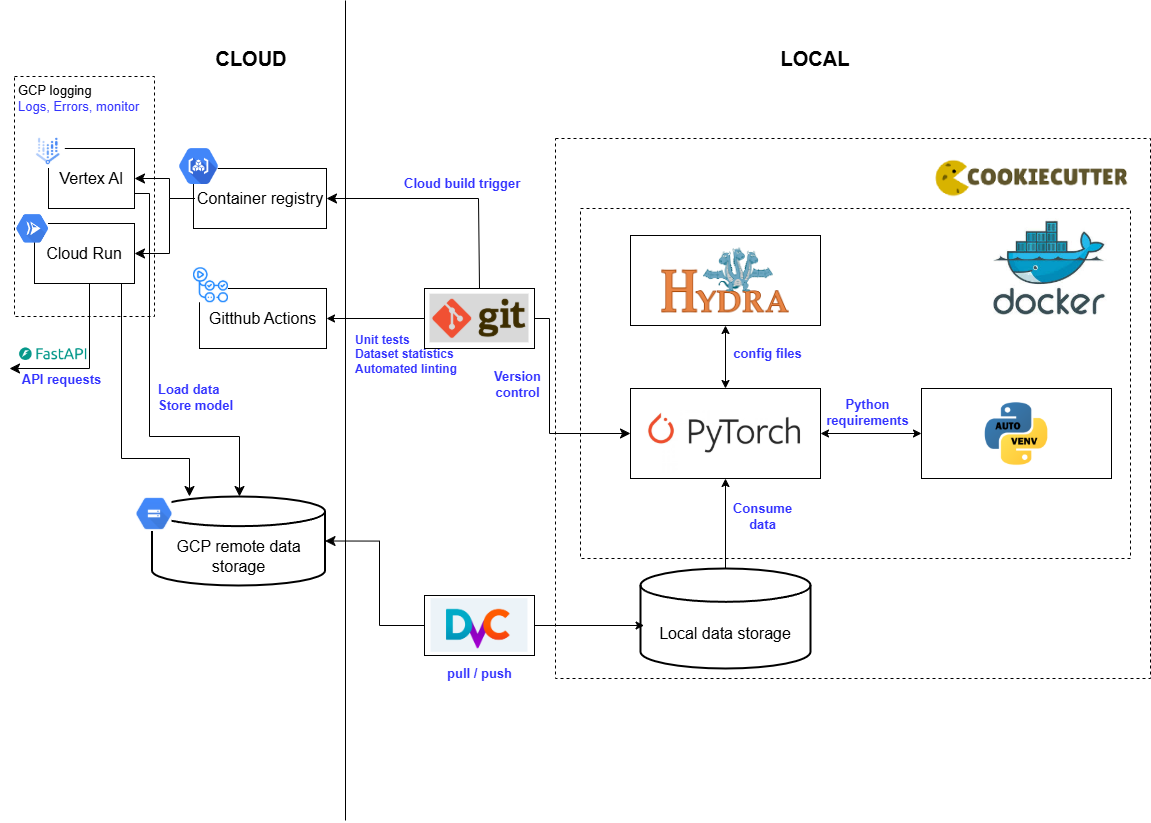 CLOUD
LOCAL
GCP logging
Logs, Errors, monitor
Vertex AI
Container registry
Cloud Run
Gitthub Actions
FastAPI
API requests
Load data
Store model
GCP remote data
storage
Cloud build trigger
git
Unit tests
Dataset statistics
Automated linting
Version
control
DVC
pull / push
COOKIECUTTER
HYDRA
docker
config files
PyTorch
Python
requirements
AUTO
VENV
Consume
data
Local data storage